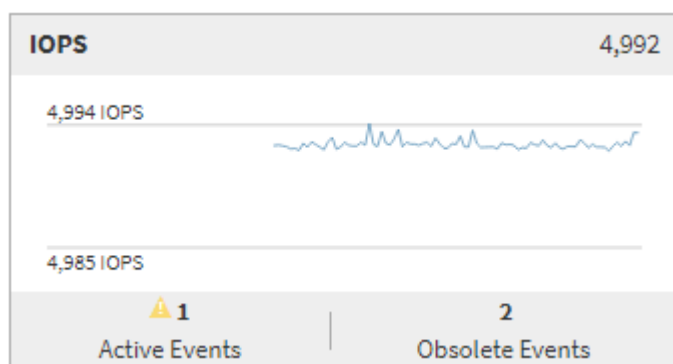 IOPS 4,992
4,994 IOPS
4,985 IOPS
1 2
Active Events Obsolete Events